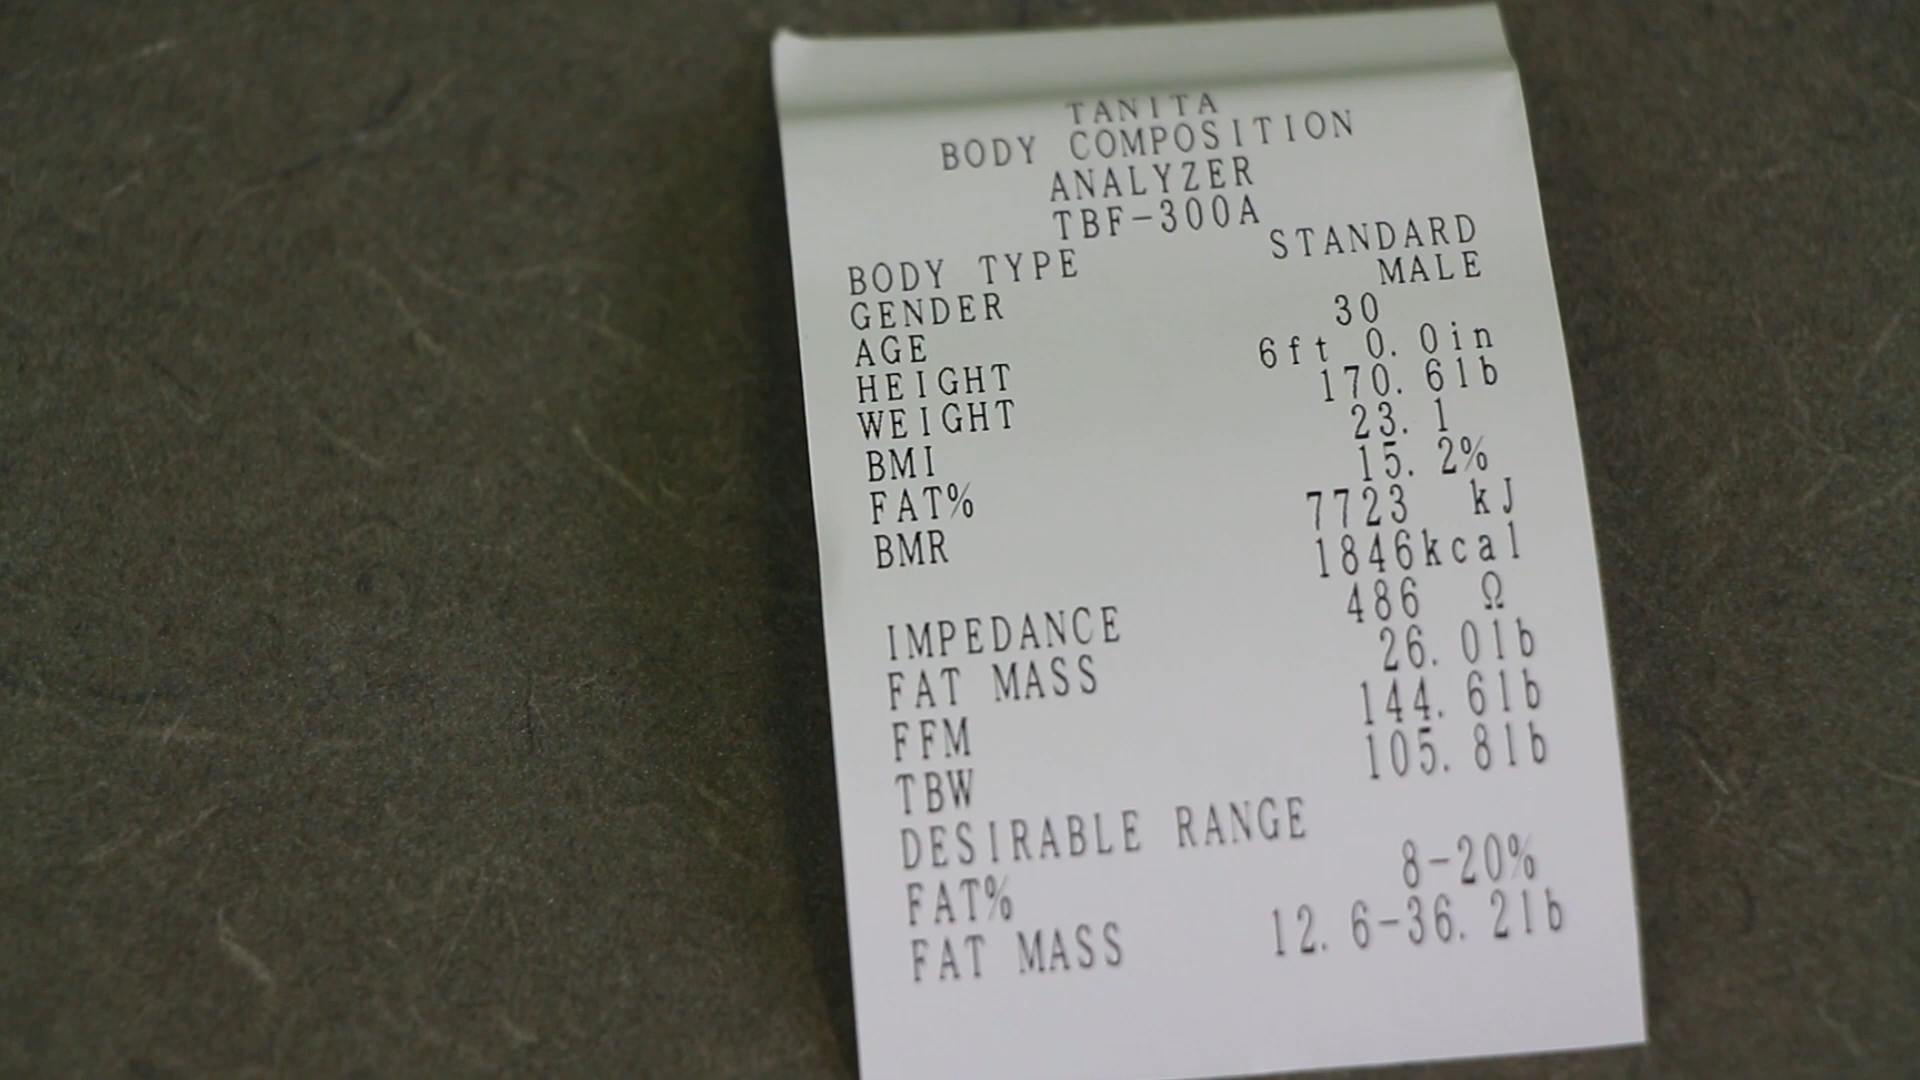 TANITA
BODY COMPOSITION
ANALYZER
TBF-300A
BODY TYPE STANDARD
GENDER MALE
AGE 30
HEIGHT 6ft 0.0in
WEIGHT 170.6lb
BMI 23.1
FAT% 15.2%
BMR 7723 kJ
1846kcal
IMPEDANCE 486 Ω
FAT MASS 26.0lb
FFM 144.6lb
TBW 105.8lb
DESIRABLE RANGE
FAT% 8-20%
FAT MASS 12.6-36.2lb